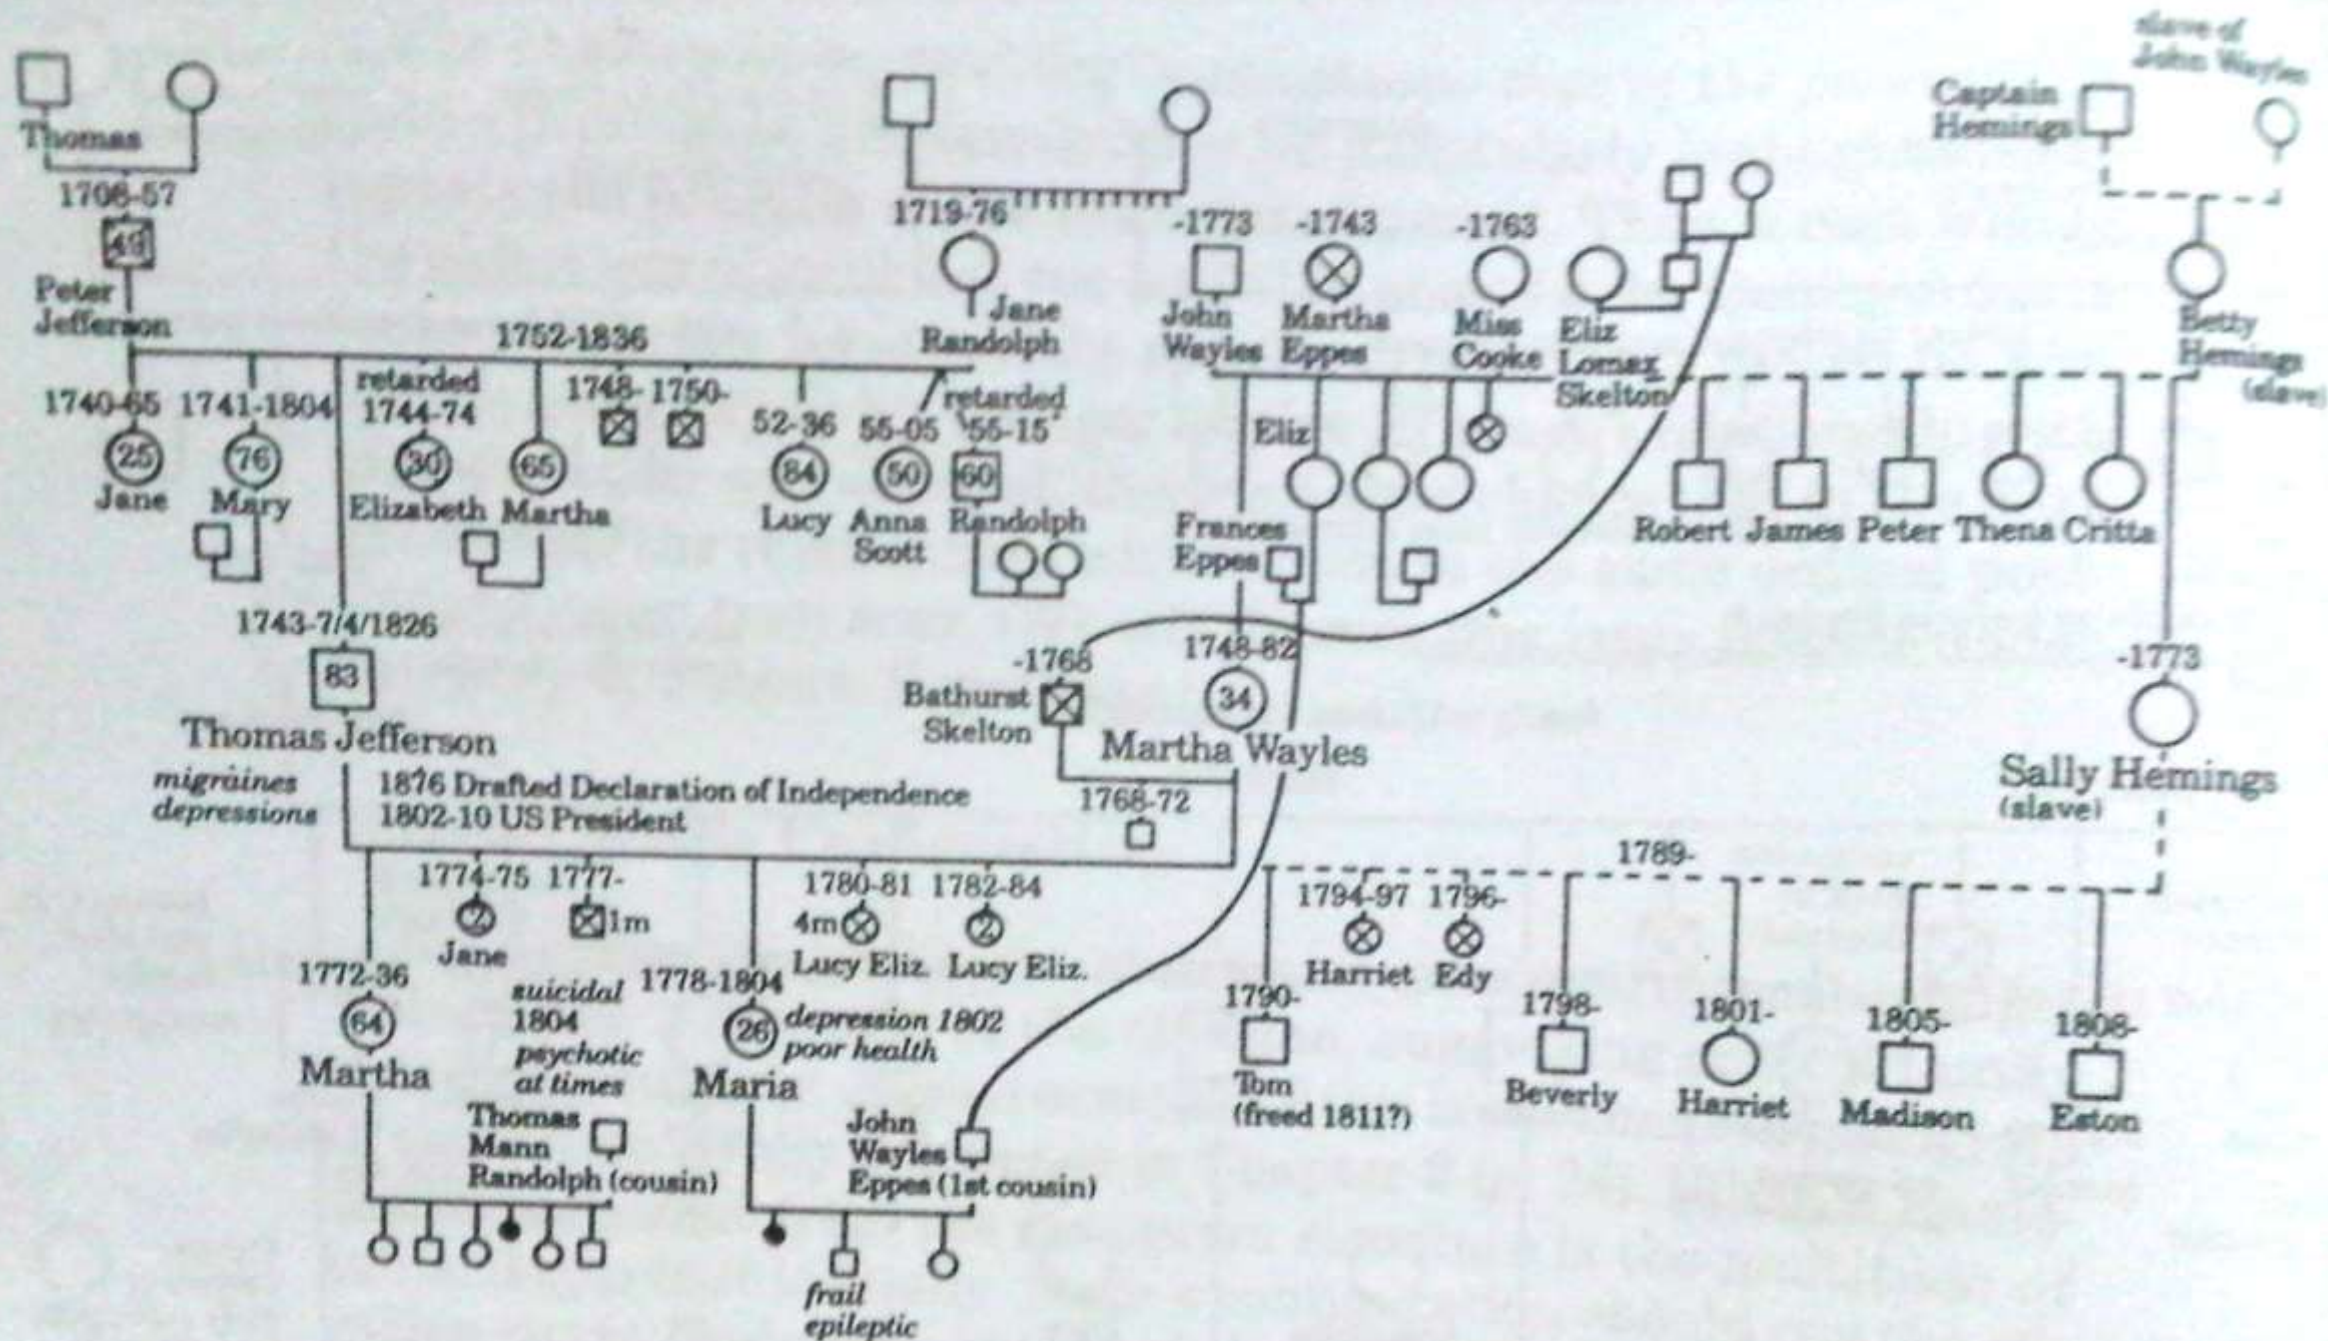 slave of
John Wayles
Captain
Hemings
Thomas
1708-57
49
Peter
Jefferson
1719-76
Jane
Randolph
-1773
John
Wayles
-1743
Martha
Eppes
-1763
Miss
Cooke
Eliz
Lomax
Skelton
Betty
Hemings
(slave)
1752-1836
1740-65
25
Jane
1741-1804
76
Mary
retarded
1744-74
30
Elizabeth
65
Martha
1748-
1750-
52-36
84
Lucy
55-05
50
Anna
Scott
retarded
55-15
60
Randolph
Eliz
Frances
Eppes
Robert
James
Peter
Thena
Critta
1743-7/4/1826
83
Thomas Jefferson
migraines
depressions
1876 Drafted Declaration of Independence
1802-10 US President
-1768
Bathurst
Skelton
1748-82
34
Martha Wayles
1768-72
-1773
Sally Hemings
(slave)
1789-
1772-36
64
Martha
1774-75
2
Jane
1777-
1m
1778-1804
26
Maria
depression 1802
poor health
1780-81
4m
Lucy Eliz.
1782-84
2
Lucy Eliz.
suicidal
1804
psychotic
at times
Thomas
Mann
Randolph (cousin)
John
Wayles
Eppes (1st cousin)
frail
epileptic
1790-
Tom
(freed 1811?)
1794-97
Harriet
1796-
Edy
1798-
Beverly
1801-
Harriet
1805-
Madison
1808-
Eston